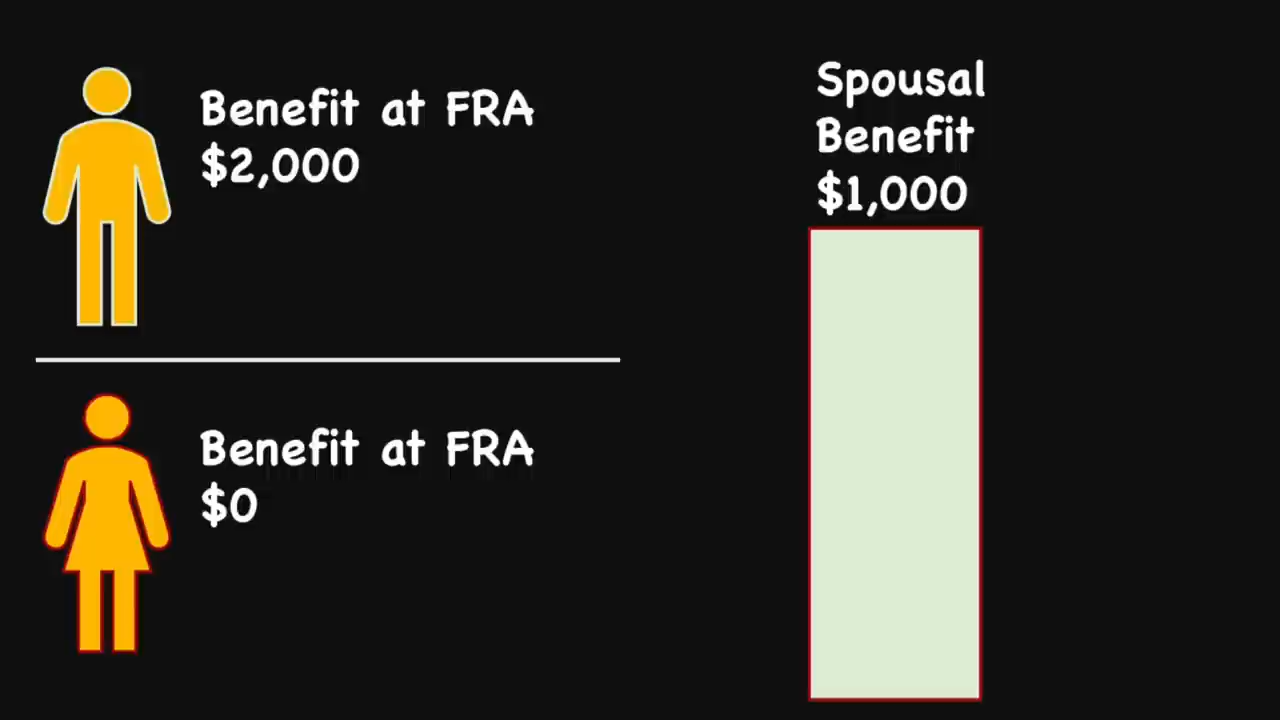 Benefit at FRA
$2,000
Benefit at FRA
$0
Spousal
Benefit
$1,000